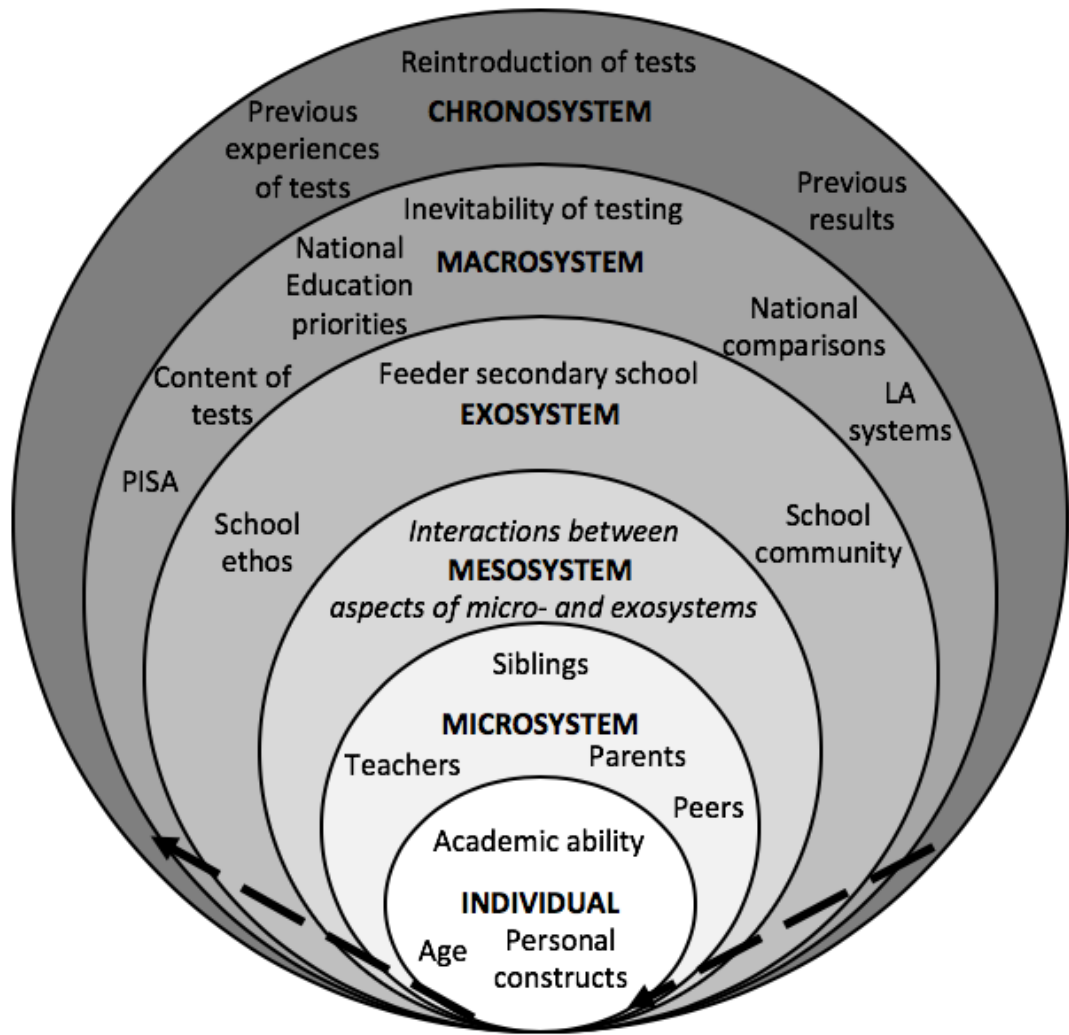 Reintroduction of tests
CHRONOSYSTEM
Previous
experiences
of tests
Previous
results
Inevitability of testing
MACROSYSTEM
National
Education
priorities
National
comparisons
Content of
tests
LA
systems
PISA
Feeder secondary school
EXOSYSTEM
School
ethos
School
community
Interactions between
MESOSYSTEM
aspects of micro- and exosystems
Siblings
MICROSYSTEM
Teachers
Parents
Peers
Academic ability
INDIVIDUAL
Age
Personal
constructs